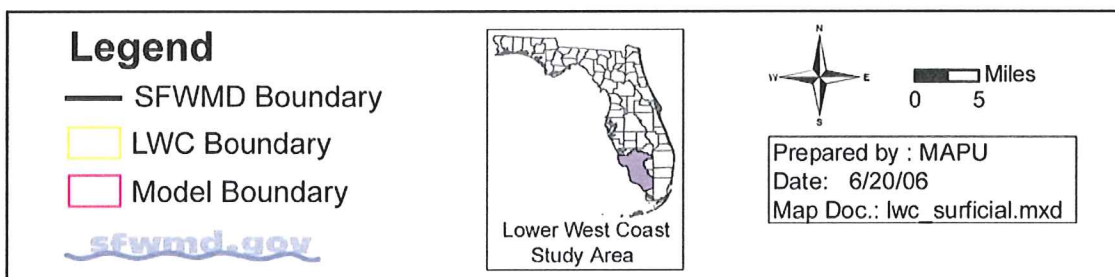 Legend
SFWMD Boundary
LWC Boundary
Model Boundary
sfwmd.gov
Lower West Coast
Study Area
N
W E
S
Miles
0 5
Prepared by : MAPU
Date: 6/20/06
Map Doc.: lwc_surficial.mxd